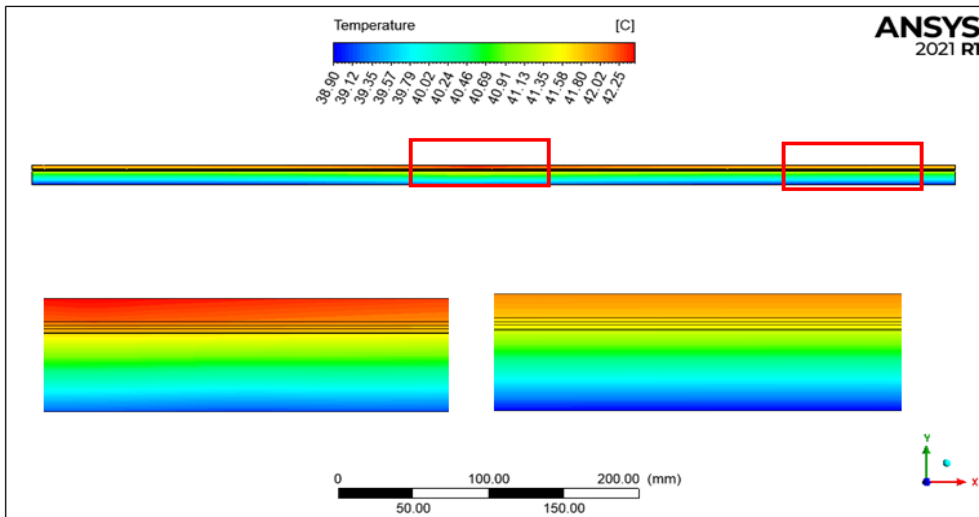 Temperature [C]
38.90 39.12 39.35 39.57 39.79 40.02 40.24 40.46 40.69 40.91 41.13 41.35 41.58 41.80 42.02 42.25
ANSYS
2021 R1
0 100.00 200.00 (mm)
50.00 150.00
Y
X